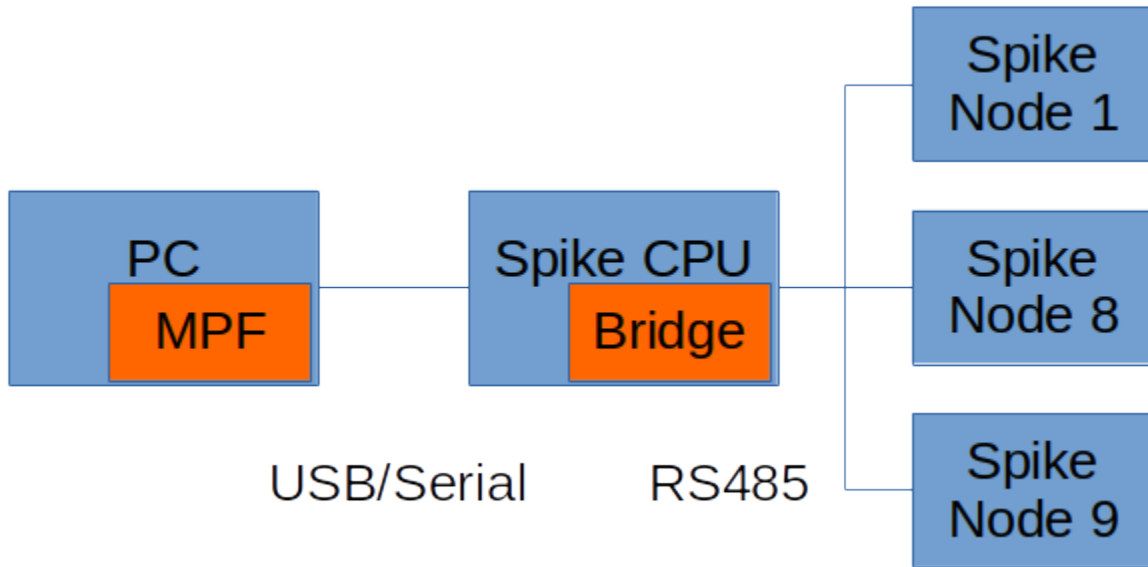 PC
MPF
Spike CPU
Bridge
USB/Serial
RS485
Spike
Node 1
Spike
Node 8
Spike
Node 9